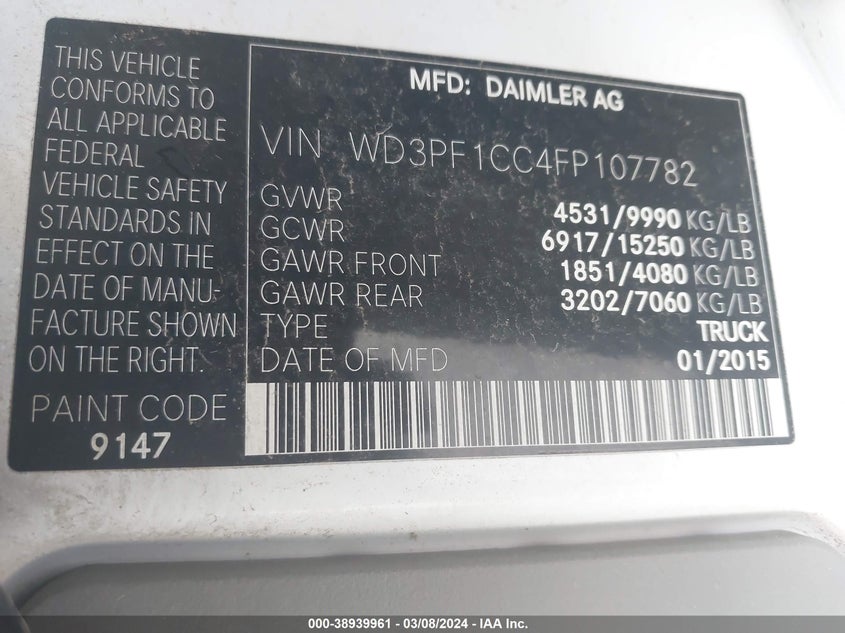 THIS VEHICLE
CONFORMS TO
ALL APPLICABLE
FEDERAL
VEHICLE SAFETY
STANDARDS IN
EFFECT ON THE
DATE OF MANU-
FACTURE SHOWN
ON THE RIGHT.
PAINT CODE
9147
MFD: DAIMLER AG
VIN WD3PF1CC4FP107782
GVWR 4531/9990 KG/LB
GCWR 6917/15250 KG/LB
GAWR FRONT 1851/4080 KG/LB
GAWR REAR 3202/7060 KG/LB
TYPE TRUCK
DATE OF MFD 01/2015
000-38939961 - 03/08/2024 - IAA Inc.